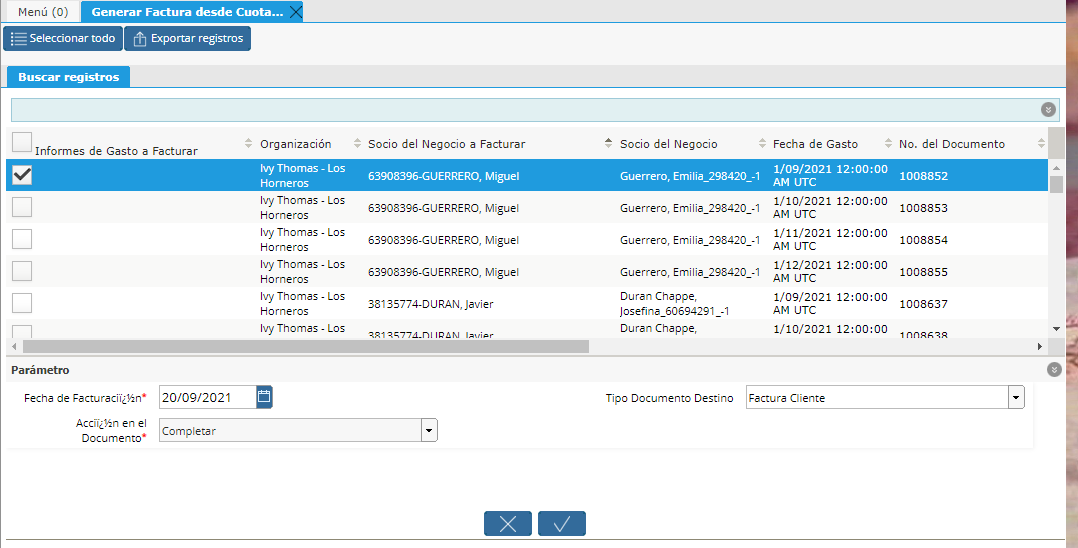 Menú (0)
Generar Factura desde Cuota...
Seleccionar todo
Exportar registros
Buscar registros
Informes de Gasto a Facturar Organización Socio del Negocio a Facturar Socio del Negocio Fecha de Gasto No. del Documento
Ivy Thomas - Los
Horneros
63908396-GUERRERO, Miguel
Guerrero, Emilia_298420_-1
1/09/2021 12:00:00
AM UTC
1008852
Ivy Thomas - Los
Horneros
63908396-GUERRERO, Miguel
Guerrero, Emilia_298420_-1
1/10/2021 12:00:00
AM UTC
1008853
Ivy Thomas - Los
Horneros
63908396-GUERRERO, Miguel
Guerrero, Emilia_298420_-1
1/11/2021 12:00:00
AM UTC
1008854
Ivy Thomas - Los
Horneros
63908396-GUERRERO, Miguel
Guerrero, Emilia_298420_-1
1/12/2021 12:00:00
AM UTC
1008855
Ivy Thomas - Los
Horneros
38135774-DURAN, Javier
Duran Chappe,
Josefina_60694291_-1
1/09/2021 12:00:00
AM UTC
1008637
Ivy Thomas - Los
38135774-DURAN, Javier
Duran Chappe,
1/10/2021 12:00:00
1008638
Parámetro
Fecha de Facturaciï¿½n*
20/09/2021
Tipo Documento Destino
Factura Cliente
Acciï¿½n en el
Documento*
Completar